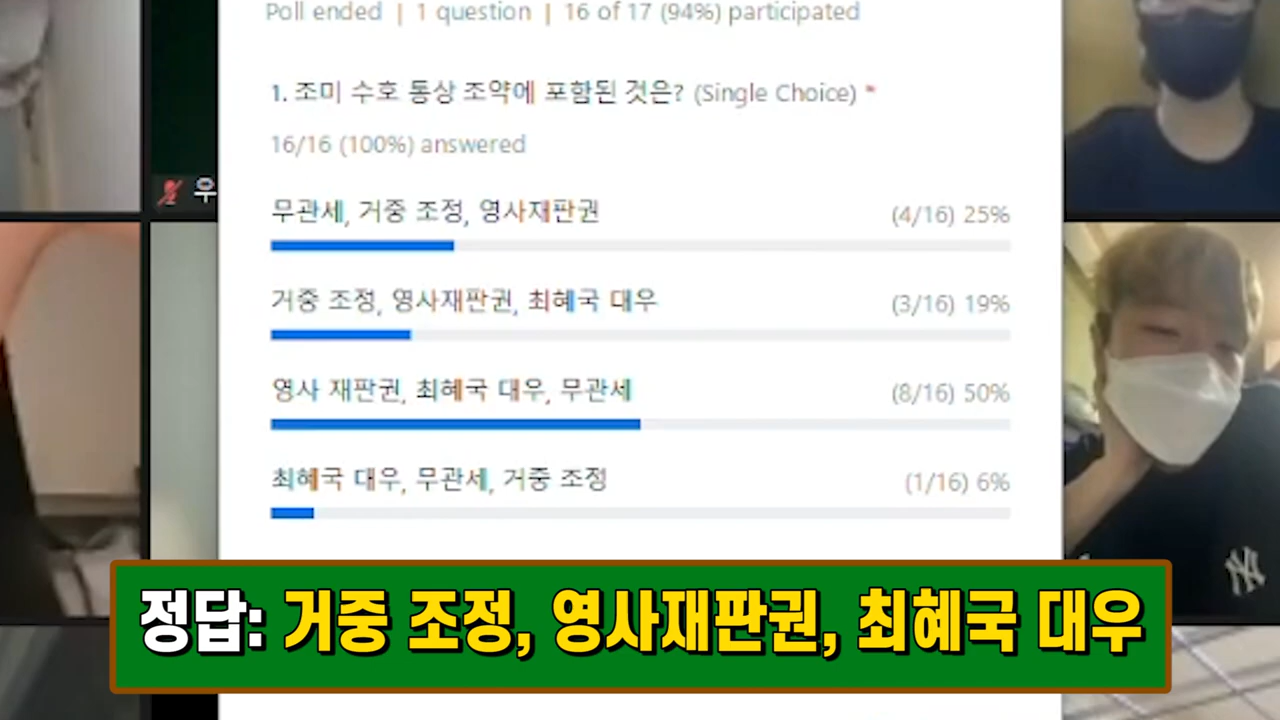 Poll ended | 1 question | 16 of 17 (94%) participated
1. 조미 수호 통상 조약에 포함된 것은? (Single Choice) *
16/16 (100%) answered
우
무관세, 거중 조정, 영사재판권 (4/16) 25%
거중 조정, 영사재판권, 최혜국 대우 (3/16) 19%
영사 재판권, 최혜국 대우, 무관세 (8/16) 50%
최혜국 대우, 무관세, 거중 조정 (1/16) 6%
NY
정답: 거중 조정, 영사재판권, 최혜국 대우